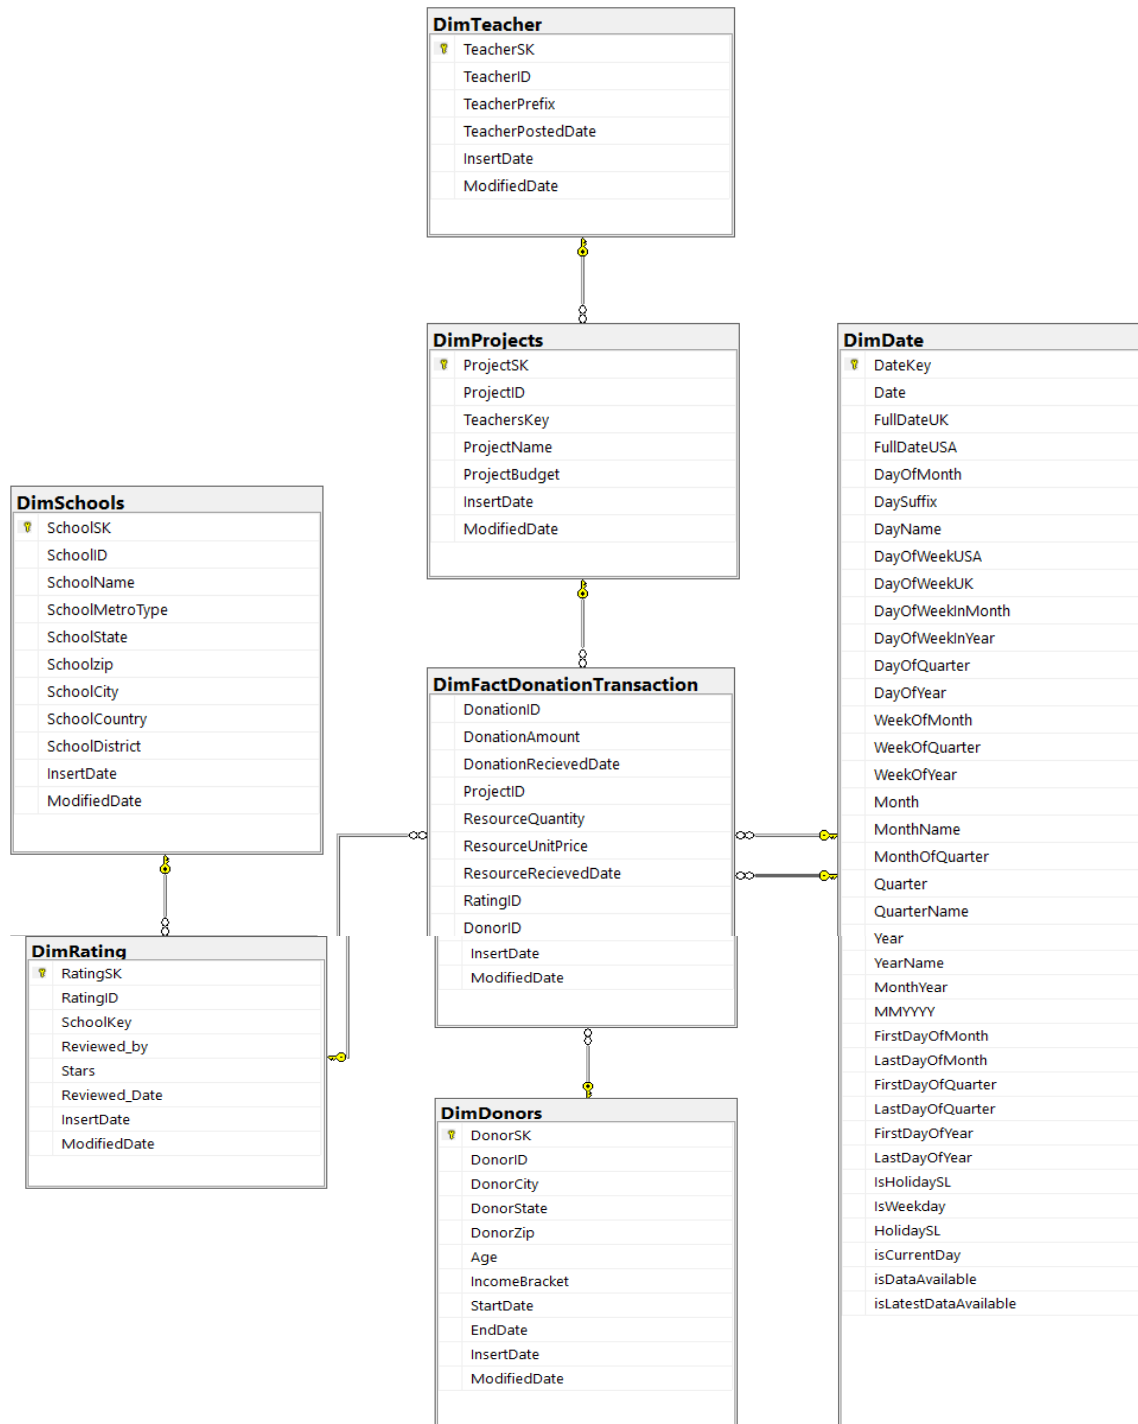 DimTeacher
TeacherSK
TeacherID
TeacherPrefix
TeacherPostedDate
InsertDate
ModifiedDate
DimProjects
ProjectSK
ProjectID
TeachersKey
ProjectName
ProjectBudget
InsertDate
ModifiedDate
DimDate
DateKey
Date
FullDateUK
FullDateUSA
DayOfMonth
DaySuffix
DayName
DayOfWeekUSA
DayOfWeekUK
DayOfWeekInMonth
DayOfWeekInYear
DayOfQuarter
DayOfYear
WeekOfMonth
WeekOfQuarter
WeekOfYear
Month
MonthName
MonthOfQuarter
Quarter
QuarterName
Year
YearName
MonthYear
MMYYYY
FirstDayOfMonth
LastDayOfMonth
FirstDayOfQuarter
LastDayOfQuarter
FirstDayOfYear
LastDayOfYear
IsHolidaySL
IsWeekday
HolidaySL
isCurrentDay
isDataAvailable
isLatestDataAvailable
DimSchools
SchoolSK
SchoolID
SchoolName
SchoolMetroType
SchoolState
Schoolzip
SchoolCity
SchoolCountry
SchoolDistrict
InsertDate
ModifiedDate
DimFactDonationTransaction
DonationID
DonationAmount
DonationRecievedDate
ProjectID
ResourceQuantity
ResourceUnitPrice
ResourceRecievedDate
RatingID
DonorID
InsertDate
ModifiedDate
DimRating
RatingSK
RatingID
SchoolKey
Reviewed_by
Stars
Reviewed_Date
InsertDate
ModifiedDate
DimDonors
DonorSK
DonorID
DonorCity
DonorState
DonorZip
Age
IncomeBracket
StartDate
EndDate
InsertDate
ModifiedDate